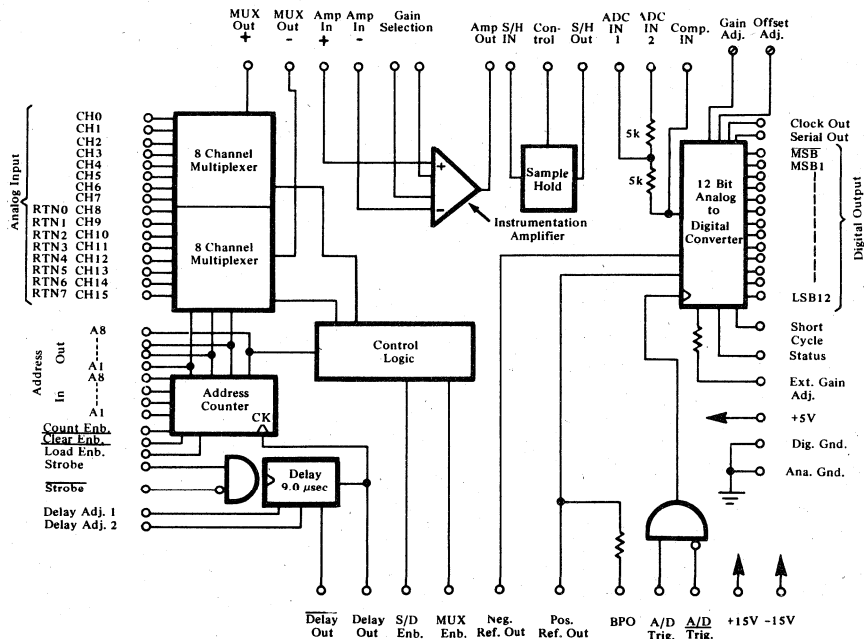 MUX Out +
MUX Out -
Amp In +
Amp In -
Gain Selection
Amp Out
S/H IN
Con-trol
S/H Out
ADC IN 1
ADC IN 2
Comp. IN
Gain Adj.
Offset Adj.
Analog Input
CH0
CH1
CH2
CH3
CH4
CH5
CH6
CH7
RTN0 CH8
RTN1 CH9
RTN2 CH10
RTN3 CH11
RTN4 CH12
RTN5 CH13
RTN6 CH14
RTN7 CH15
8 Channel
Multiplexer
8 Channel
Multiplexer
+
-
Instrumentation
Amplifier
Sample
Hold
5k
5k
12 Bit
Analog
to
Digital
Converter
Clock Out
Serial Out
MSB
MSB1
LSB12
Digital Output
Short
Cycle
Status
Ext. Gain
Adj.
+5V
Dig. Gnd.
Ana. Gnd.
Address
Out
In
A8
A1
A8
A1
Control
Logic
Address
Counter
CK
Count Enb.
Clear Enb.
Load Enb.
Strobe
Strobe
Delay Adj. 1
Delay Adj. 2
Delay
9.0 µsec
Delay Out
Delay Out
S/D Enb.
MUX Enb.
Neg. Ref. Out
Pos. Ref. Out
BPO
A/D Trig.
A/D Trig.
+15V
-15V